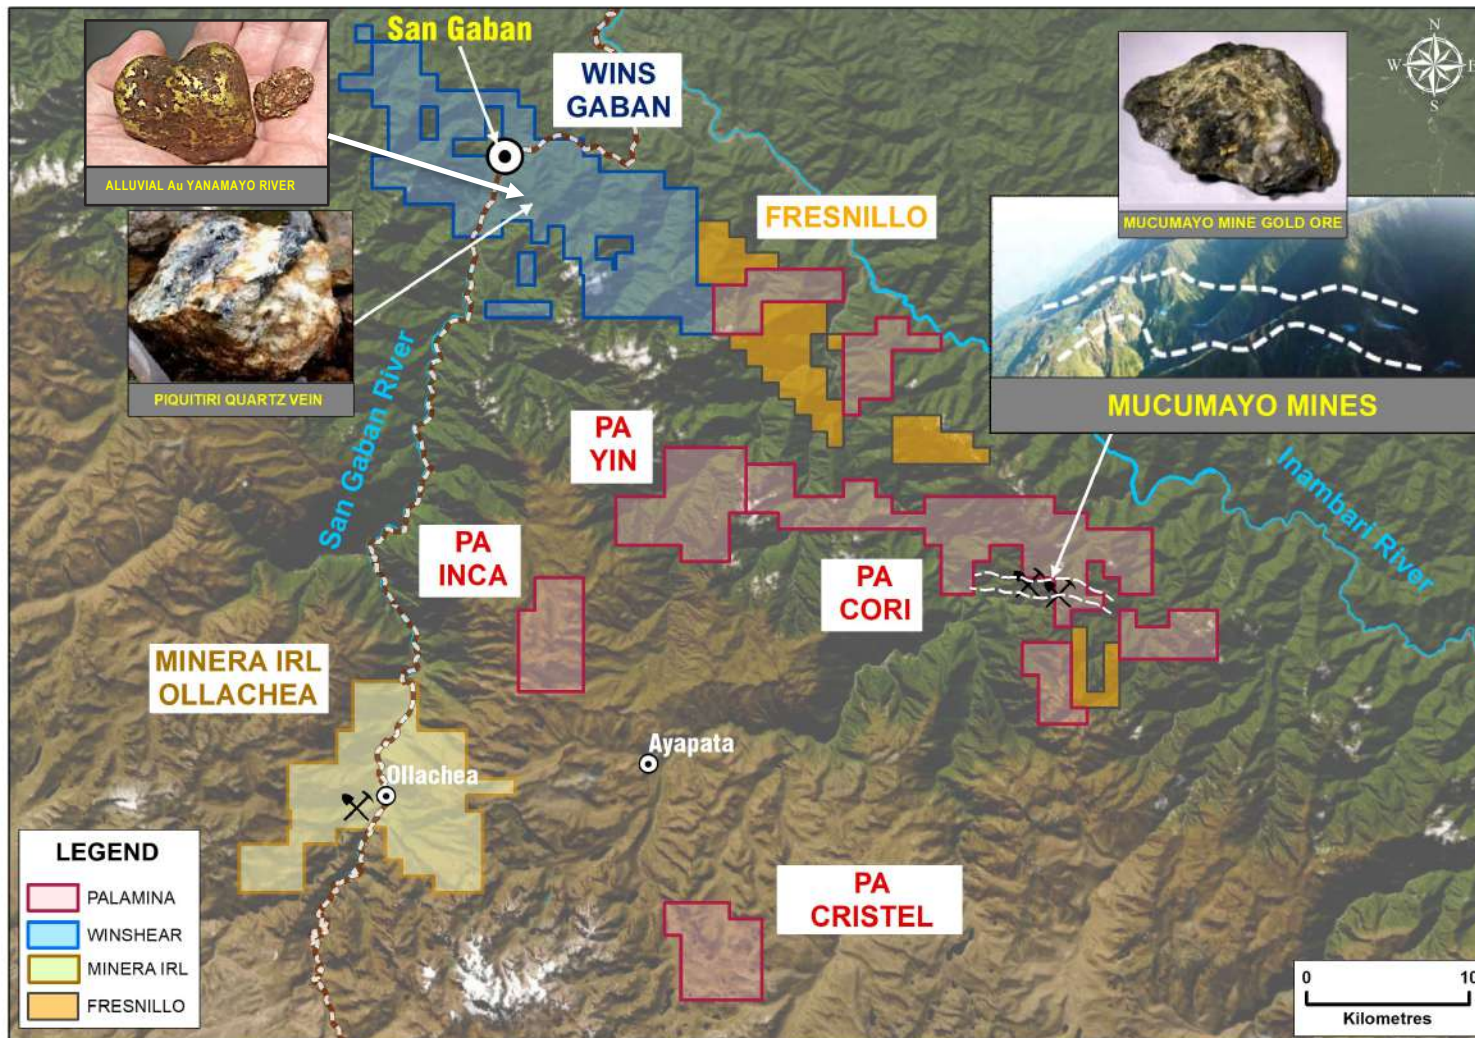 San Gaban
WINS
GABAN
N
W
E
S
ALLUVIAL Au YANAMAYO RIVER
FRESNILLO
MUCUMAYO MINE GOLD ORE
PIQUITIRI QUARTZ VEIN
MUCUMAYO MINES
San Gaban River
PA
YIN
Inambari River
PA
INCA
PA
CORI
MINERA IRL
OLLACHEA
Ayapata
Ollachea
PA
CRISTEL
LEGEND
PALAMINA
WINSHEAR
MINERA IRL
FRESNILLO
0 10
Kilometres